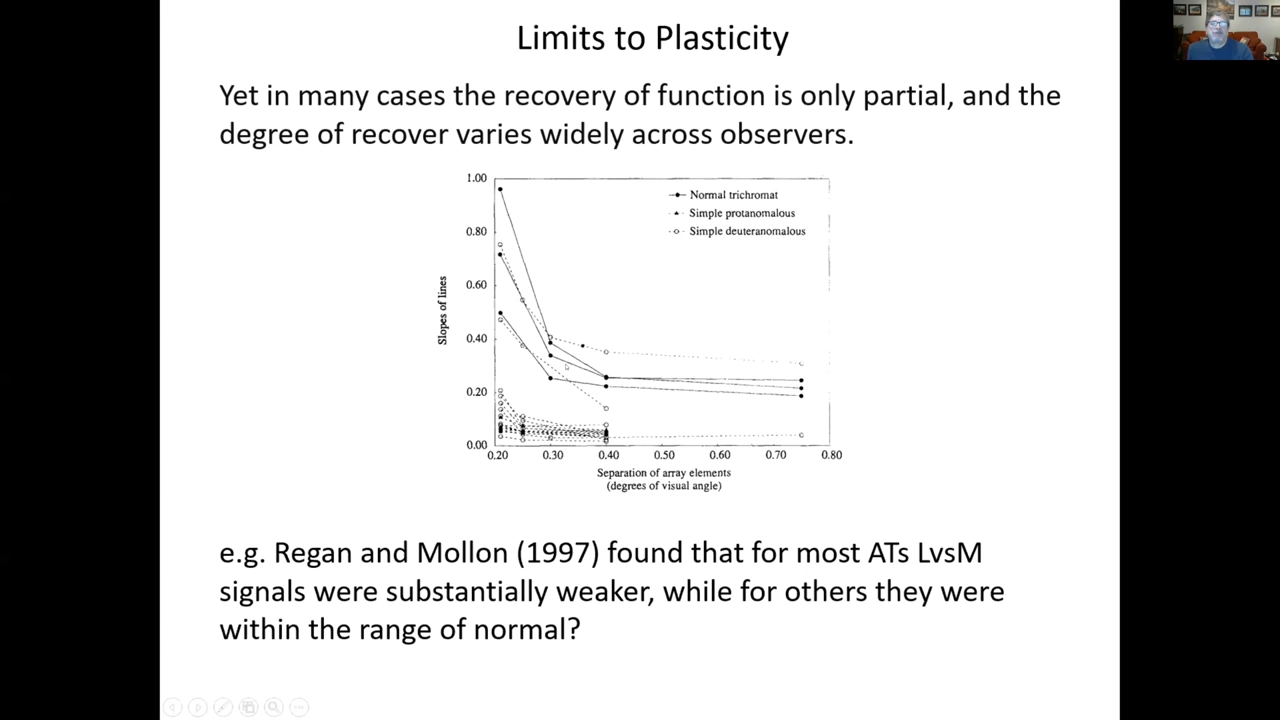 Limits to Plasticity
Yet in many cases the recovery of function is only partial, and the
degree of recover varies widely across observers.
1.00
0.80
0.60
0.40
0.20
0.00
Slopes of lines
Normal trichromat
Simple protanomalous
Simple deuteranomalous
0.20 0.30 0.40 0.50 0.60 0.70 0.80
Separation of array elements
(degrees of visual angle)
e.g. Regan and Mollon (1997) found that for most ATs LvsM
signals were substantially weaker, while for others they were
within the range of normal?